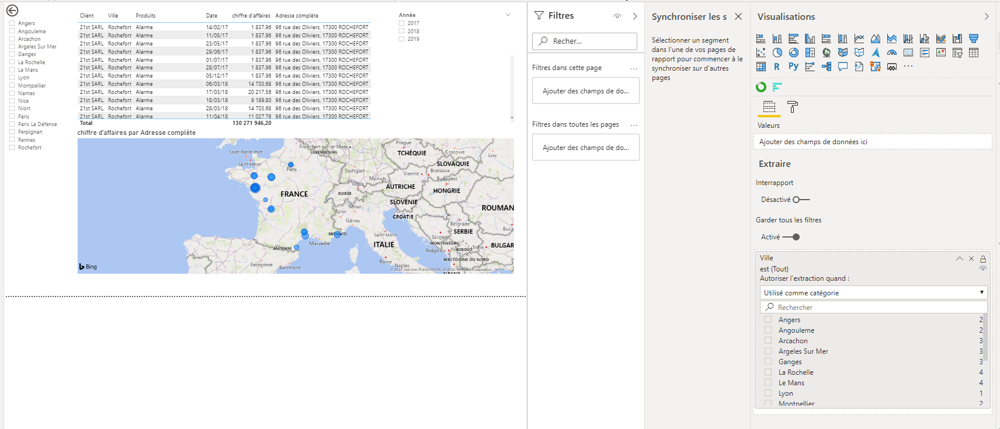 Angers
Angouleme
Arcachon
Argeles Sur Mer
Ganges
La Rochelle
Le Mans
Lyon
Montpellier
Nantes
Nice
Niort
Paris
Paris La Défense
Perpignan
Rennes
Rochefort
Client Ville Produits Date chiffre d'affaires Adresse complète
21st SARL Rochefort Alarme 14/02/17 1 837,96 96 rue des Oliviers, 17300 ROCHEFORT
21st SARL Rochefort Alarme 11/05/17 1 837,96 96 rue des Oliviers, 17300 ROCHEFORT
21st SARL Rochefort Alarme 23/05/17 1 837,96 96 rue des Oliviers, 17300 ROCHEFORT
21st SARL Rochefort Alarme 29/06/17 1 837,96 96 rue des Oliviers, 17300 ROCHEFORT
21st SARL Rochefort Alarme 01/07/17 1 837,96 96 rue des Oliviers, 17300 ROCHEFORT
21st SARL Rochefort Alarme 28/07/17 1 837,96 96 rue des Oliviers, 17300 ROCHEFORT
21st SARL Rochefort Alarme 05/12/17 1 837,96 96 rue des Oliviers, 17300 ROCHEFORT
21st SARL Rochefort Alarme 06/03/18 14 703,68 96 rue des Oliviers, 17300 ROCHEFORT
21st SARL Rochefort Alarme 17/03/18 20 217,56 96 rue des Oliviers, 17300 ROCHEFORT
21st SARL Rochefort Alarme 18/03/18 9 189,80 96 rue des Oliviers, 17300 ROCHEFORT
21st SARL Rochefort Alarme 28/03/18 14 703,68 96 rue des Oliviers, 17300 ROCHEFORT
21st SARL Rochefort Alarme 11/04/18 11 027,76 96 rue des Oliviers, 17300 ROCHEFORT
Total 130 271 946,20
Année
2017
2018
2019
chiffre d'affaires par Adresse complète
Francfort-sur-le-Main
Prague
Cracovie
Lviv
Saint-Pierre-Port
LUXEMBOURG
TCHÉQUIE
Saint-Hélier
Paris
SLOVAQUIE
Stuttgart
Vienne
Bratislava
Munich
Budapest
Vaduz
AUTRICHE
HONGRIE
FRANCE
SUISSE
SLOVÉNIE
Milan
ROUMAN
Turin
CROATIE
Gênes
Belgrade
Buca
SERBIE
MONACO
Saint-Marin
Sarajevo
Marseille
ITALIE
MONTÉNÉGRO
BULGAR
ANDORRE
Podgorica
KOSOVO
Sofia
Rome
MACÉDOINE DU NORD
Saragosse
Barcelone
Naples
Tirana
ALBANIE
Bing
© 2020 TomTom © 2020 HERE, © 2020 Microsoft Corporation Terms
Filtres
Recher...
Filtres dans cette page ...
Ajouter des champs de do...
Filtres dans toutes les pages ...
Ajouter des champs de do...
Synchroniser les s
Sélectionner un segment
dans l'une de vos pages de
rapport pour commencer à le
synchroniser sur d'autres
pages
Visualisations
123
R
Py
...
Valeurs
Ajouter des champs de données ici
Extraire
Interrapport
Désactivé
Garder tous les filtres
Activé
Ville
est (Tout)
Autoriser l'extraction quand :
Utilisé comme catégorie
Rechercher
Angers 2
Angouleme 2
Arcachon 3
Argeles Sur Mer 3
Ganges 3
La Rochelle 4
Le Mans 4
Lyon 1
Montpellier 2